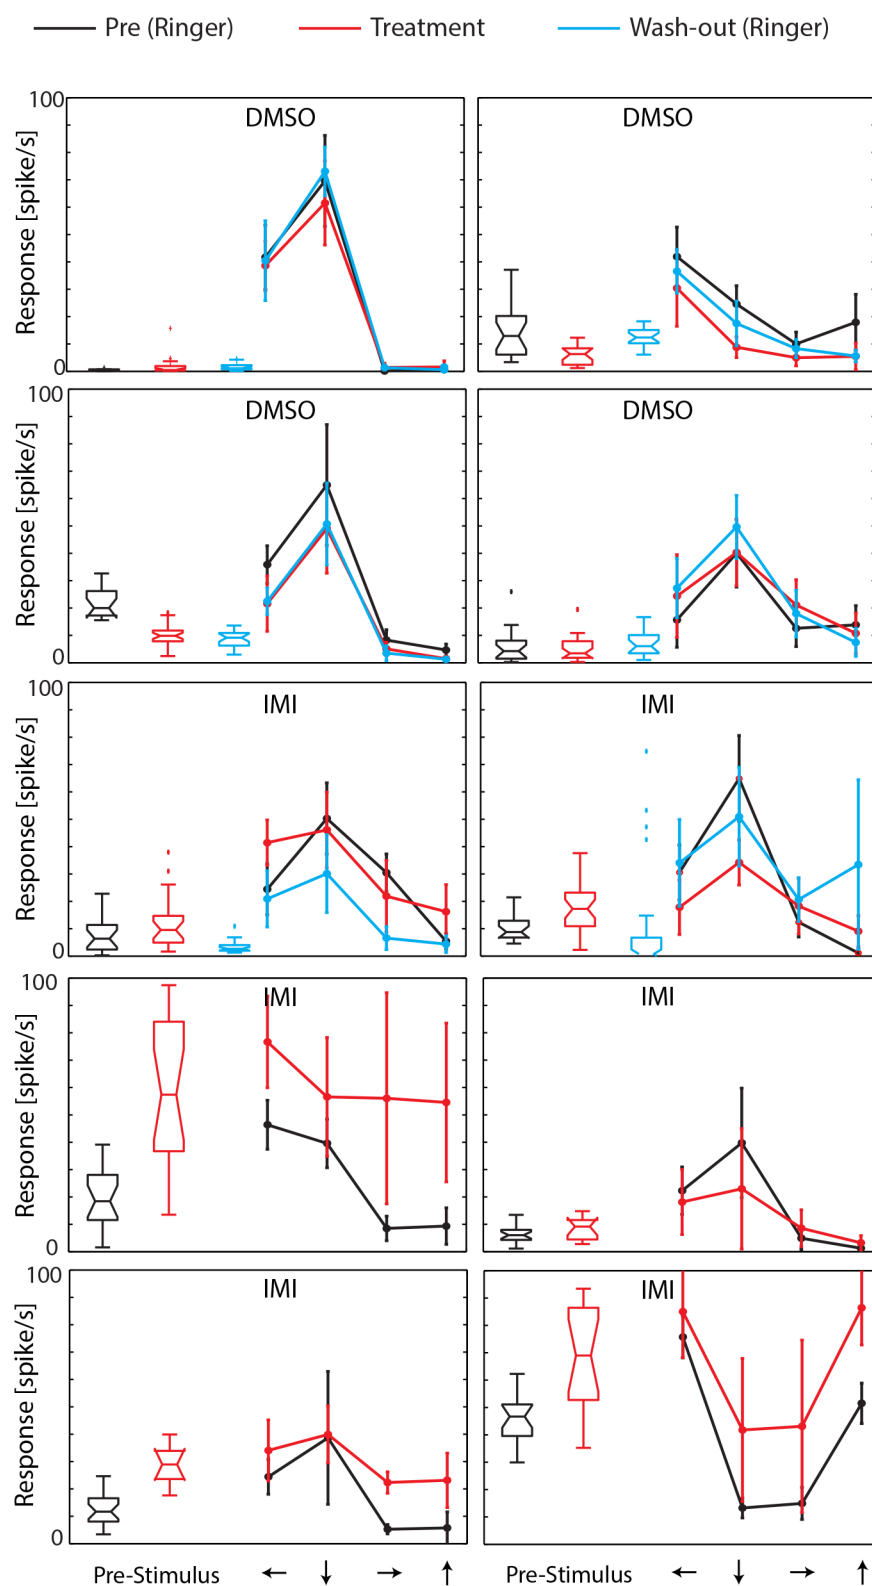 Pre (Ringer) Treatment Wash-out (Ringer)
100 DMSO DMSO
Response [spike/s]
0
100 DMSO DMSO
Response [spike/s]
0
100 IMI IMI
Response [spike/s]
0
100 IMI IMI
Response [spike/s]
0
100 IMI IMI
Response [spike/s]
0
Pre-Stimulus ← ↓ → ↑ Pre-Stimulus ← ↓ → ↑